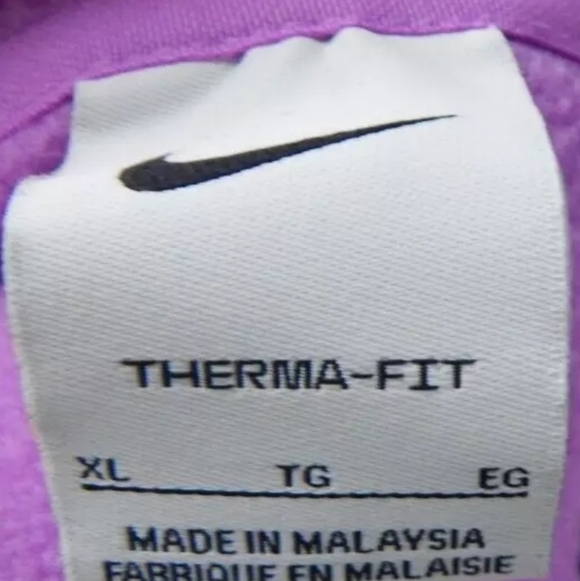 THERMA-FIT
XL TG EG
MADE IN MALAYSIA
FABRIQUE EN MALAISIE